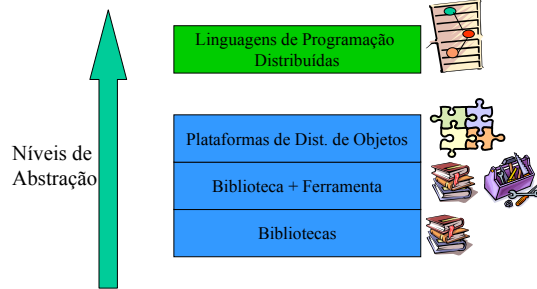 Linguagens de Programação
Distribuídas
Plataformas de Dist. de Objetos
Níveis de
Abstração
Biblioteca + Ferramenta
Bibliotecas